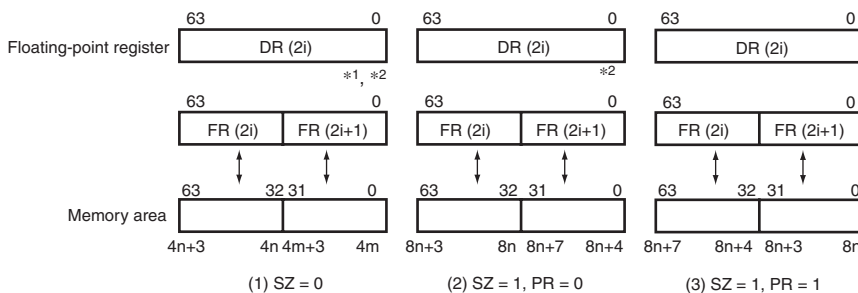 63 0 63 0 63 0
Floating-point register DR (2i) DR (2i) DR (2i)
*1, *2 *2
63 0 63 0 63 0
FR (2i) FR (2i+1) FR (2i) FR (2i+1) FR (2i) FR (2i+1)
63 32 31 0 63 32 31 0 63 32 31 0
Memory area
4n+3 4n 4m+3 4m 8n+3 8n 8n+7 8n+4 8n+7 8n+4 8n+3 8n
(1) SZ = 0 (2) SZ = 1, PR = 0 (3) SZ = 1, PR = 1